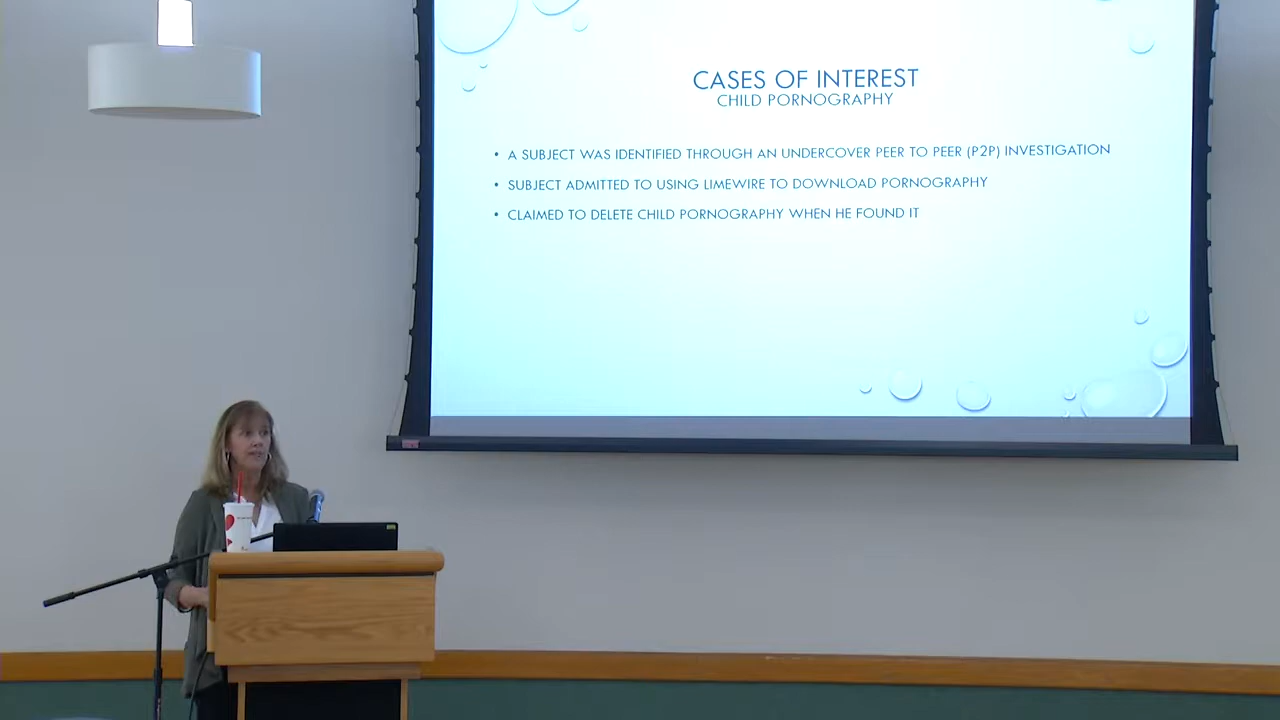 CASES OF INTEREST
CHILD PORNOGRAPHY
• A SUBJECT WAS IDENTIFIED THROUGH AN UNDERCOVER PEER TO PEER (P2P) INVESTIGATION
• SUBJECT ADMITTED TO USING LIMEWIRE TO DOWNLOAD PORNOGRAPHY
• CLAIMED TO DELETE CHILD PORNOGRAPHY WHEN HE FOUND IT